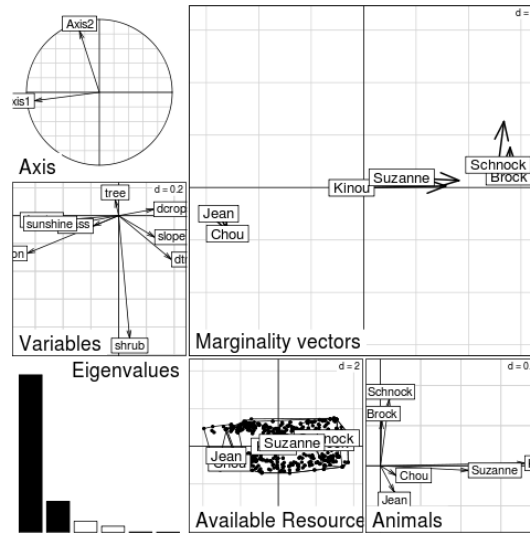 Axis2
xis1
Axis
d =
Schnock
Brock
Suzanne
Kinou
Jean
Chou
Marginality vectors
d = 0.2
tree
dcrop
sunshine
ss
slope
on
shrub
Variables
Eigenvalues
d = 2
Suzanne
nock
Jean
Chou
Available Resource
d = 0.
Schnock
Brock
Chou
Suzanne
Jean
Animals